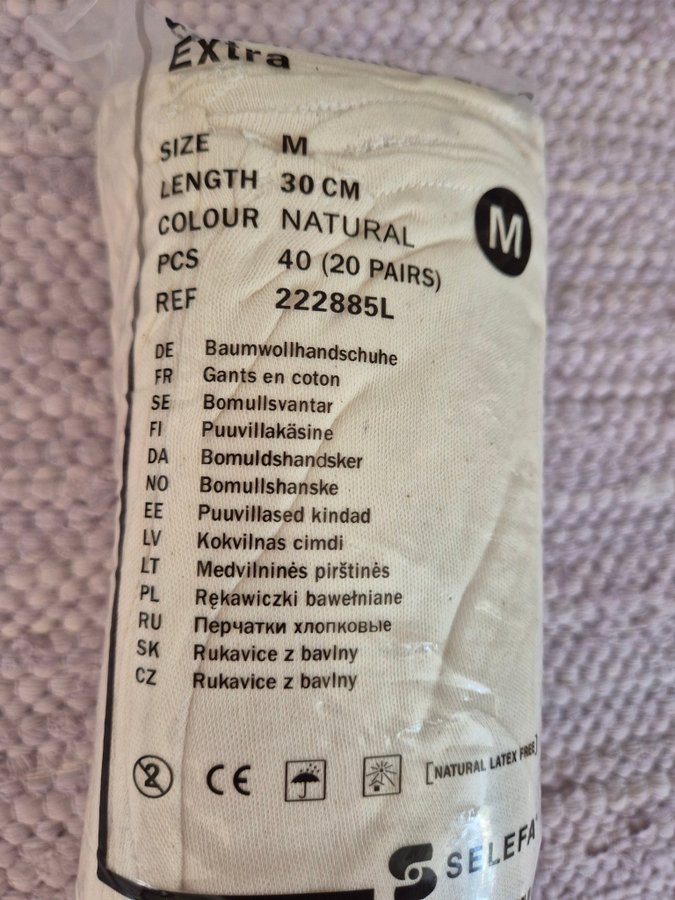 Extra
SIZE M
LENGTH 30 CM
COLOUR NATURAL
PCS 40 (20 PAIRS)
REF 222885L
M
DE Baumwollhandschuhe
FR Gants en coton
SE Bomullsvantar
FI Puuvillakäsine
DA Bomuldshandsker
NO Bomullshanske
EE Puuvillased kindad
LV Kokvilnas cimdi
LT Medvilninės pirštinės
PL Rękawiczki bawełniane
RU Перчатки хлопковые
SK Rukavice z bavlny
CZ Rukavice z bavlny
2 CE [NATURAL LATEX FREE]
SELEFA